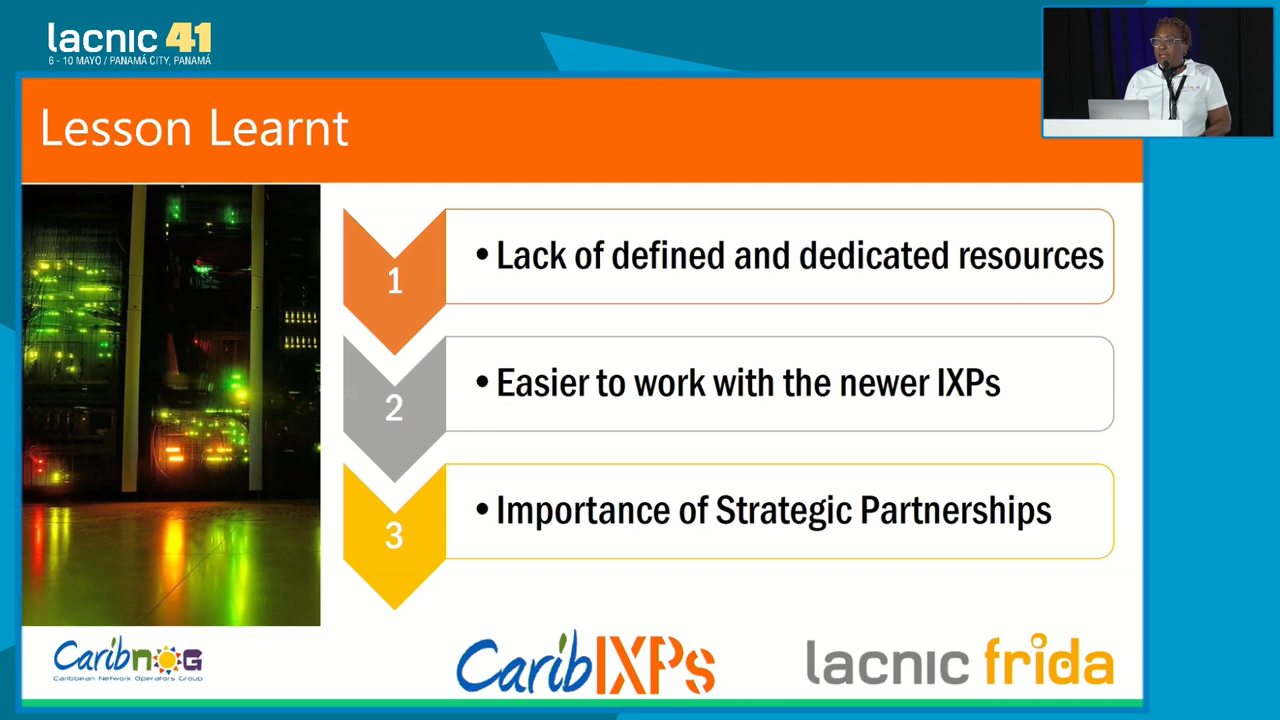 lacnic 41
6 - 10 MAYO / PANAMÁ CITY, PANAMÁ
Lesson Learnt
1
• Lack of defined and dedicated resources
2
• Easier to work with the newer IXPs
3
• Importance of Strategic Partnerships
CaribNOG
Caribbean Network Operators Group
CaribIXPs
lacnic frida